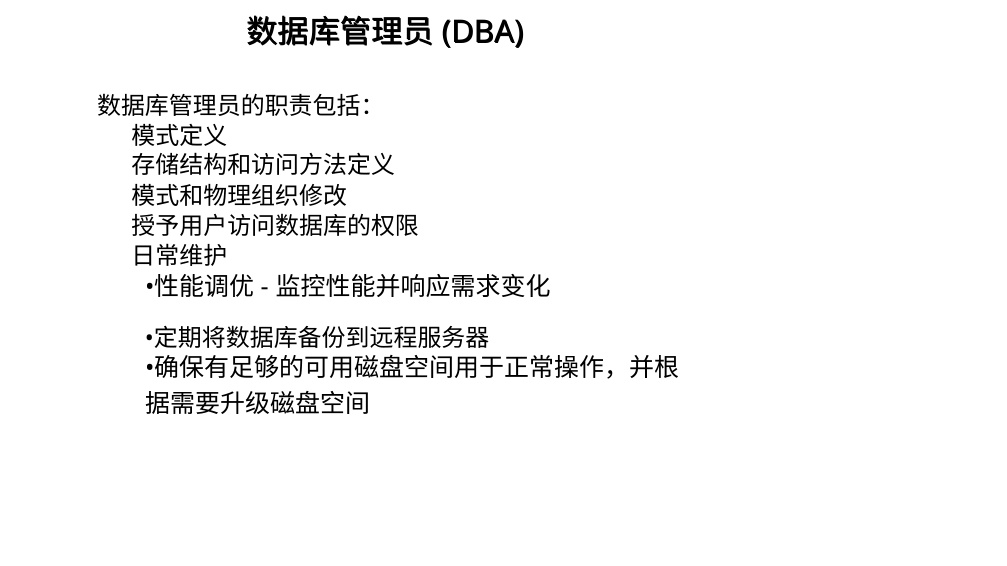 数据库管理员 (DBA)
数据库管理员的职责包括：
模式定义
存储结构和访问方法定义
模式和物理组织修改
授予用户访问数据库的权限
日常维护
•性能调优 - 监控性能并响应需求变化
•定期将数据库备份到远程服务器
•确保有足够的可用磁盘空间用于正常操作，并根
据需要升级磁盘空间